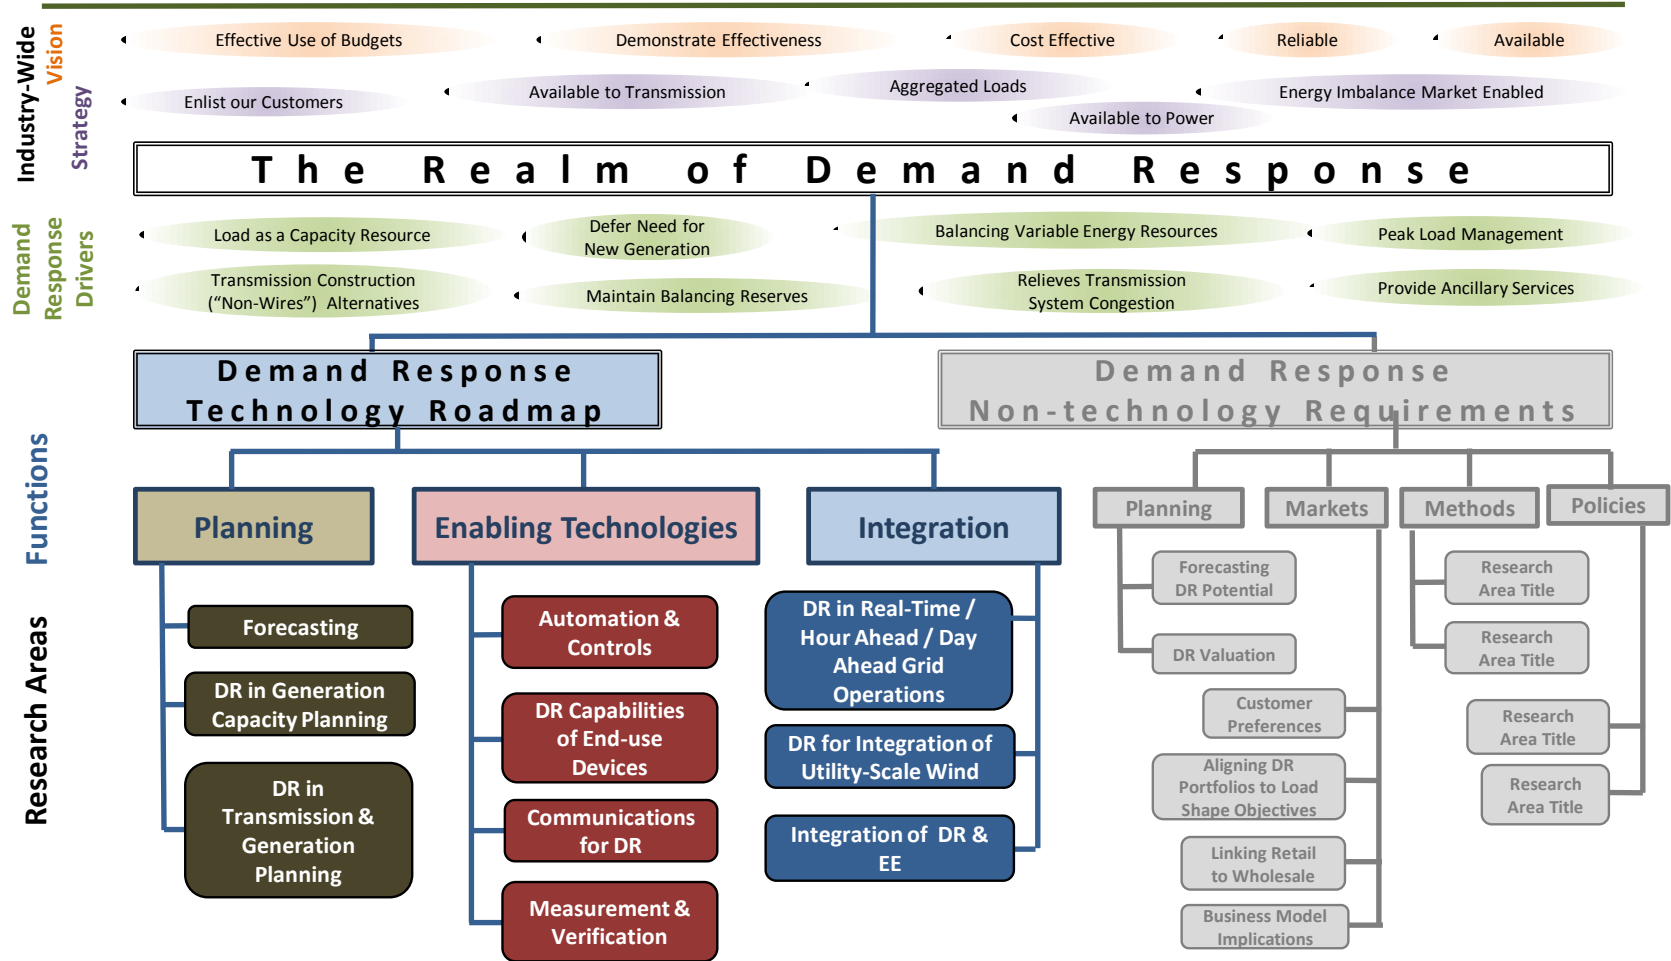 Industry-Wide
Vision
Strategy
Effective Use of Budgets
Demonstrate Effectiveness
Cost Effective
Reliable
Available
Enlist our Customers
Available to Transmission
Aggregated Loads
Available to Power
Energy Imbalance Market Enabled
The Realm of Demand Response
Demand
Response
Drivers
Load as a Capacity Resource
Defer Need for
New Generation
Balancing Variable Energy Resources
Peak Load Management
Transmission Construction
(“Non-Wires”) Alternatives
Maintain Balancing Reserves
Relieves Transmission
System Congestion
Provide Ancillary Services
Demand Response
Technology Roadmap
Demand Response
Non-technology Requirements
Functions
Planning
Enabling Technologies
Integration
Planning
Markets
Methods
Policies
Research Areas
Forecasting
DR in Generation
Capacity Planning
DR in
Transmission &
Generation
Planning
Automation &
Controls
DR Capabilities
of End-use
Devices
Communications
for DR
Measurement &
Verification
DR in Real-Time /
Hour Ahead / Day
Ahead Grid
Operations
DR for Integration of
Utility-Scale Wind
Integration of DR &
EE
Forecasting
DR Potential
DR Valuation
Customer
Preferences
Aligning DR
Portfolios to Load
Shape Objectives
Linking Retail
to Wholesale
Business Model
Implications
Research
Area Title
Research
Area Title
Research
Area Title
Research
Area Title